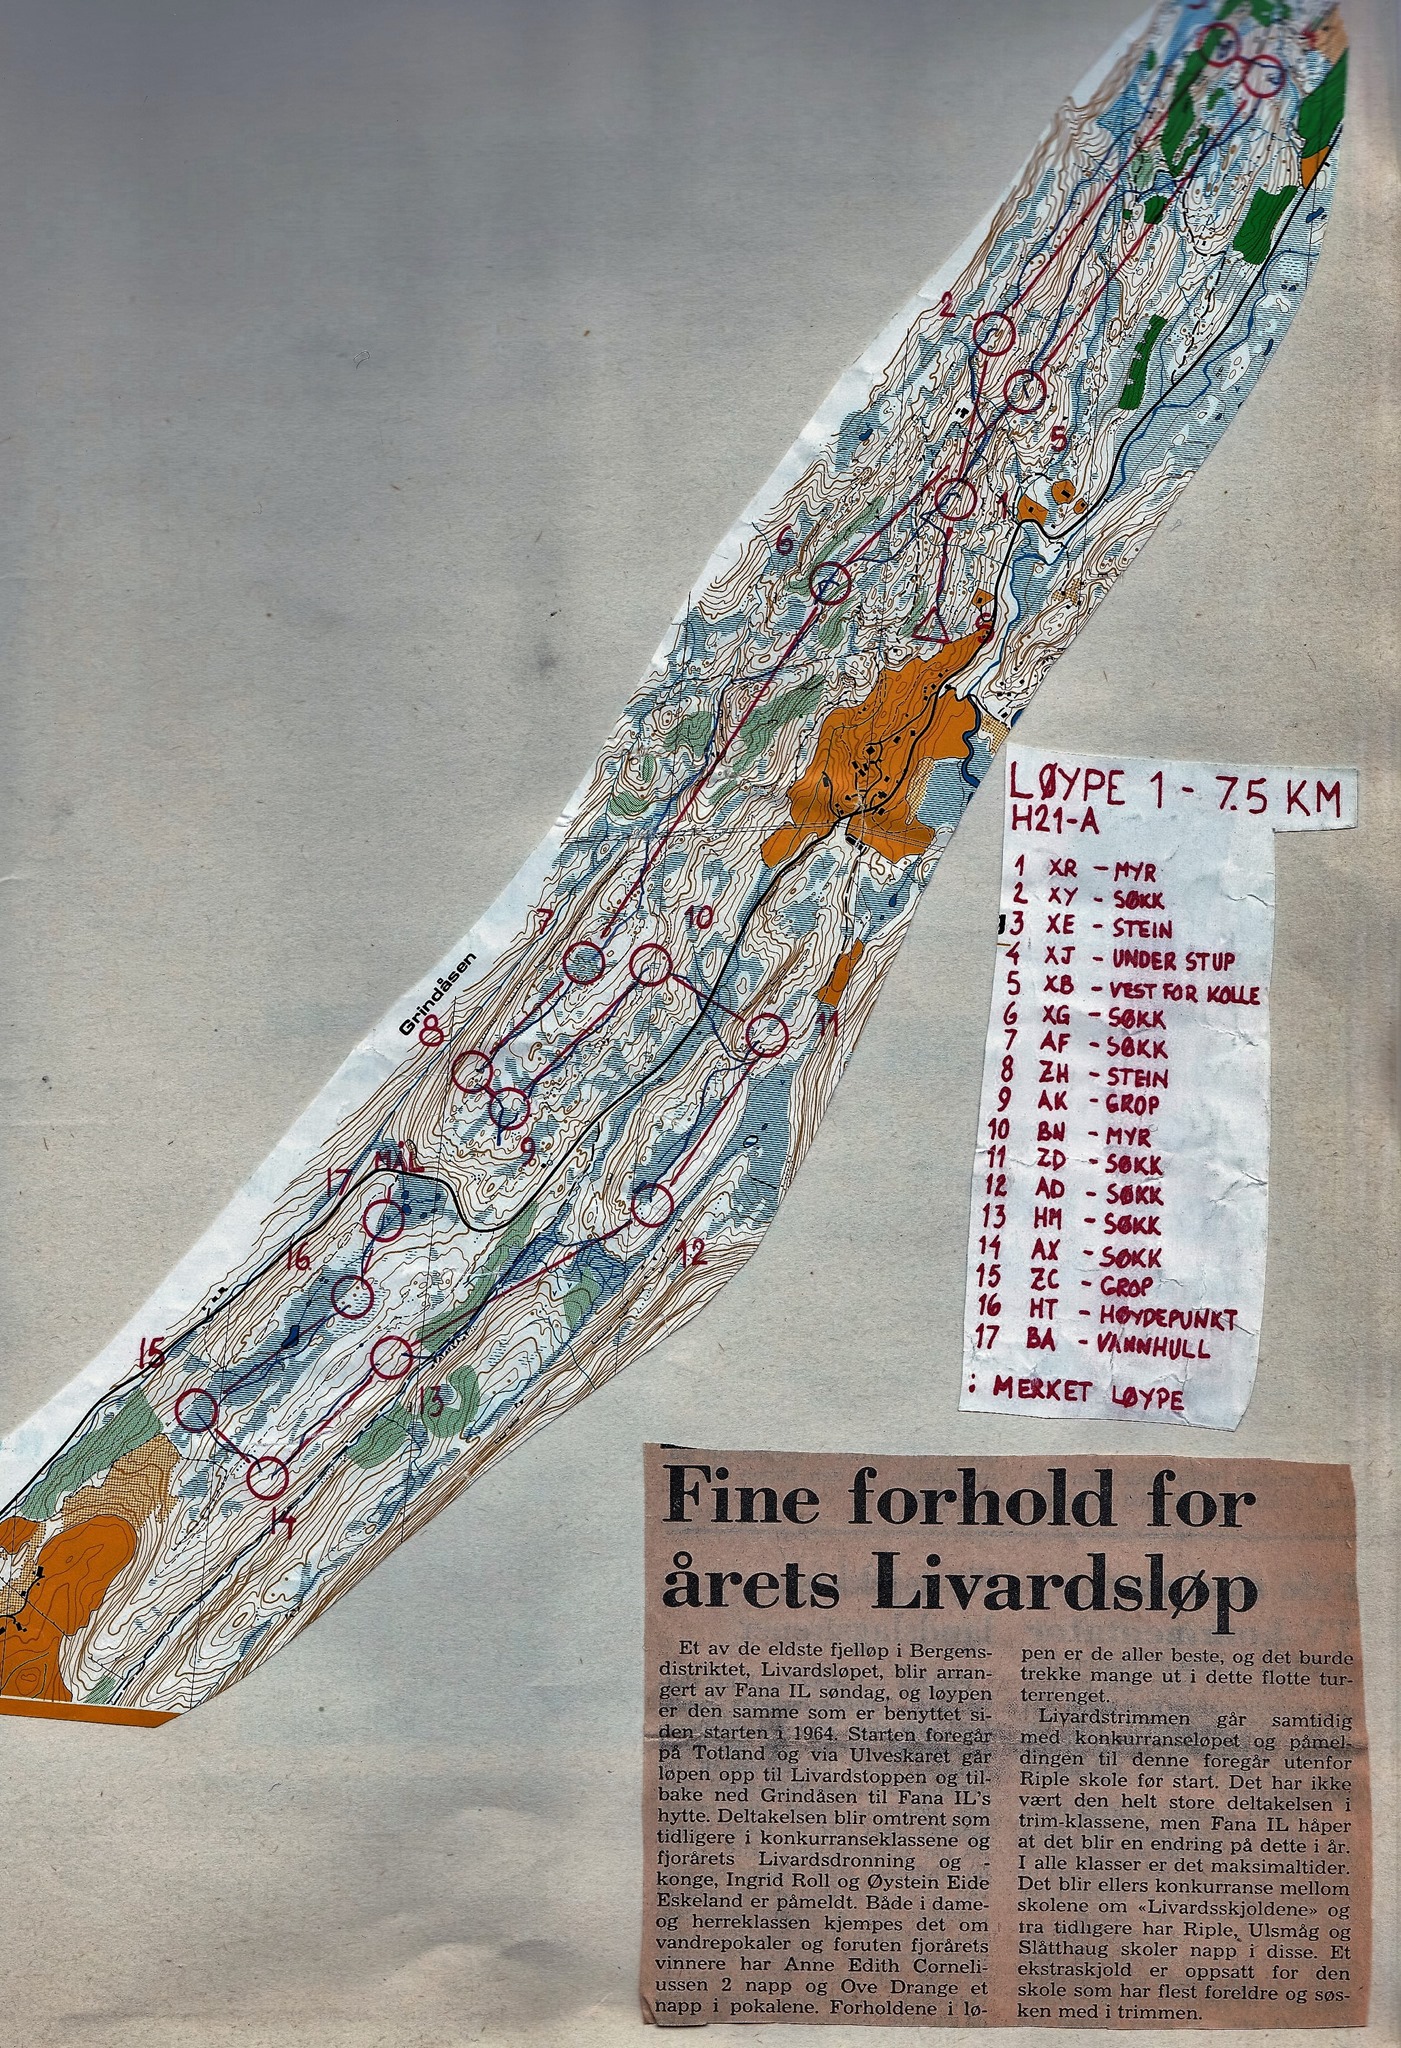 2
5
1
6
7
10
Grindåsen
8
11
9
MÅL
17
12
16
15
13
14
LØYPE 1 - 7.5 KM
H21-A
1 XR - MYR
2 XY - SØKK
3 XE - STEIN
4 XJ - UNDER STUP
5 XB - VEST FOR KOLLE
6 XG - SØKK
7 AF - SØKK
8 ZH - STEIN
9 AK - GROP
10 BN - MYR
11 ZD - SØKK
12 AD - SØKK
13 HM - SØKK
14 AX - SØKK
15 ZC - GROP
16 HT - HØYDEPUNKT
17 BA - VANNHULL
: MERKET LØYPE
Fine forhold for
årets Livardsløp
Et av de eldste fjelløp i Bergens-
distriktet, Livardsløpet, blir arran-
gert av Fana IL søndag, og løypen
er den samme som er benyttet si-
den starten i 1964. Starten foregår
på Totland og via Ulveskaret går
løpen opp til Livardstoppen og til-
bake ned Grindåsen til Fana IL's
hytte. Deltakelsen blir omtrent som
tidligere i konkurranseklassene og
fjorårets Livardsdronning og -
konge, Ingrid Roll og Øystein Eide
Eskeland er påmeldt. Både i dame-
og herreklassen kjempes det om
vandrepokaler og foruten fjorårets
vinnere har Anne Edith Corneli-
ussen 2 napp og Ove Drange et
napp i pokalene. Forholdene i lø-
pen er de aller beste, og det burde
trekke mange ut i dette flotte tur-
terrenget.
Livardstrimmen går samtidig
med konkurranseløpet og påmel-
dingen til denne foregår utenfor
Riple skole før start. Det har ikke
vært den helt store deltakelsen i
trim-klassene, men Fana IL håper
at det blir en endring på dette i år.
I alle klasser er det maksimaltider.
Det blir ellers konkurranse mellom
skolene om «Livardsskjoldene» og
fra tidligere har Riple, Ulsmåg og
Slåtthaug skoler napp i disse. Et
ekstraskjold er oppsatt for den
skole som har flest foreldre og søs-
ken med i trimmen.